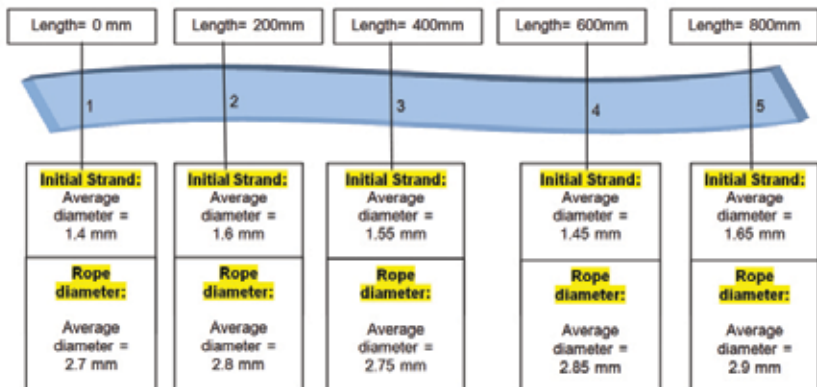 Length= 0 mm
Length= 200mm
Length= 400mm
Length= 600mm
Length= 800mm
1
2
3
4
5
Initial Strand:
Average
diameter =
1.4 mm
Rope
diameter:
Average
diameter =
2.7 mm
Initial Strand:
Average
diameter =
1.6 mm
Rope
diameter:
Average
diameter =
2.8 mm
Initial Strand:
Average
diameter =
1.55 mm
Rope
diameter:
Average
diameter =
2.75 mm
Initial Strand:
Average
diameter =
1.45 mm
Rope
diameter:
Average
diameter =
2.85 mm
Initial Strand:
Average
diameter =
1.65 mm
Rope
diameter:
Average
diameter =
2.9 mm